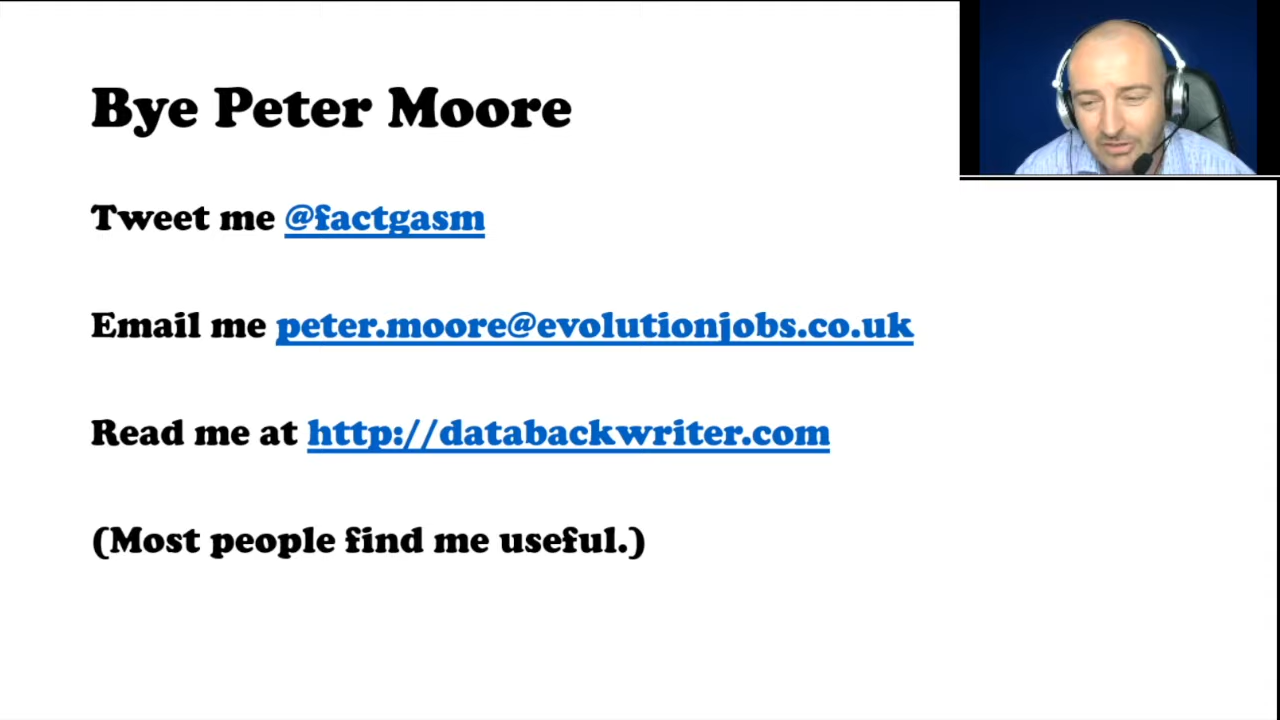 Bye Peter Moore
Tweet me @factgasm
Email me peter.moore@evolutionjobs.co.uk
Read me at http://databackwriter.com
(Most people find me useful.)